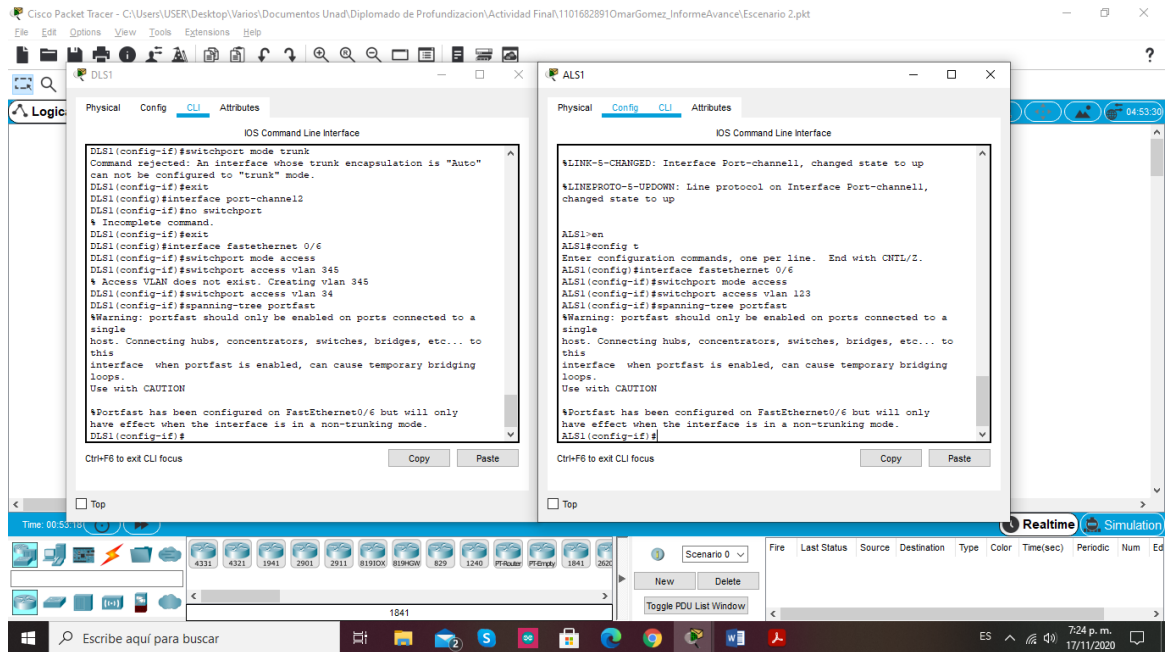 Cisco Packet Tracer - C:\Users\USER\Desktop\Varios\Documentos Unad\Diplomado de Profundizacion\Actividad Final\1101682891OmarGomez_InformeAvance\Escenario 2.pkt
File Edit Options View Tools Extensions Help
?
Logic
04:53:30
DLS1
Physical Config CLI Attributes
IOS Command Line Interface
DLS1(config-if)#switchport mode trunk
Command rejected: An interface whose trunk encapsulation is "Auto"
can not be configured to "trunk" mode.
DLS1(config-if)#exit
DLS1(config)#interface port-channel2
DLS1(config-if)#no switchport
% Incomplete command.
DLS1(config-if)#exit
DLS1(config)#interface fastethernet 0/6
DLS1(config-if)#switchport mode access
DLS1(config-if)#switchport access vlan 345
% Access VLAN does not exist. Creating vlan 345
DLS1(config-if)#switchport access vlan 34
DLS1(config-if)#spanning-tree portfast
%Warning: portfast should only be enabled on ports connected to a
single
host. Connecting hubs, concentrators, switches, bridges, etc... to
this
interface  when portfast is enabled, can cause temporary bridging
loops.
Use with CAUTION
%Portfast has been configured on FastEthernet0/6 but will only
have effect when the interface is in a non-trunking mode.
DLS1(config-if)#
Ctrl+F6 to exit CLI focus
Copy Paste
Top
ALS1
Physical Config CLI Attributes
IOS Command Line Interface
%LINK-5-CHANGED: Interface Port-channel1, changed state to up
%LINEPROTO-5-UPDOWN: Line protocol on Interface Port-channel1,
changed state to up
ALS1>en
ALS1#config t
Enter configuration commands, one per line.  End with CNTL/Z.
ALS1(config)#interface fastethernet 0/6
ALS1(config-if)#switchport mode access
ALS1(config-if)#switchport access vlan 123
ALS1(config-if)#spanning-tree portfast
%Warning: portfast should only be enabled on ports connected to a
single
host. Connecting hubs, concentrators, switches, bridges, etc... to
this
interface  when portfast is enabled, can cause temporary bridging
loops.
Use with CAUTION
%Portfast has been configured on FastEthernet0/6 but will only
have effect when the interface is in a non-trunking mode.
ALS1(config-if)#
Ctrl+F6 to exit CLI focus
Copy Paste
Top
Time: 00:53:18
Realtime Simulation
4331 4321 1941 2901 2911 819IOX 819HGW 829 1240 PT-Router PT-Empty 1841 2620
1841
Scenario 0
New Delete
Toggle PDU List Window
Fire Last Status Source Destination Type Color Time(sec) Periodic Num Ed
Escribe aquí para buscar
2
ES
7:24 p. m.
17/11/2020